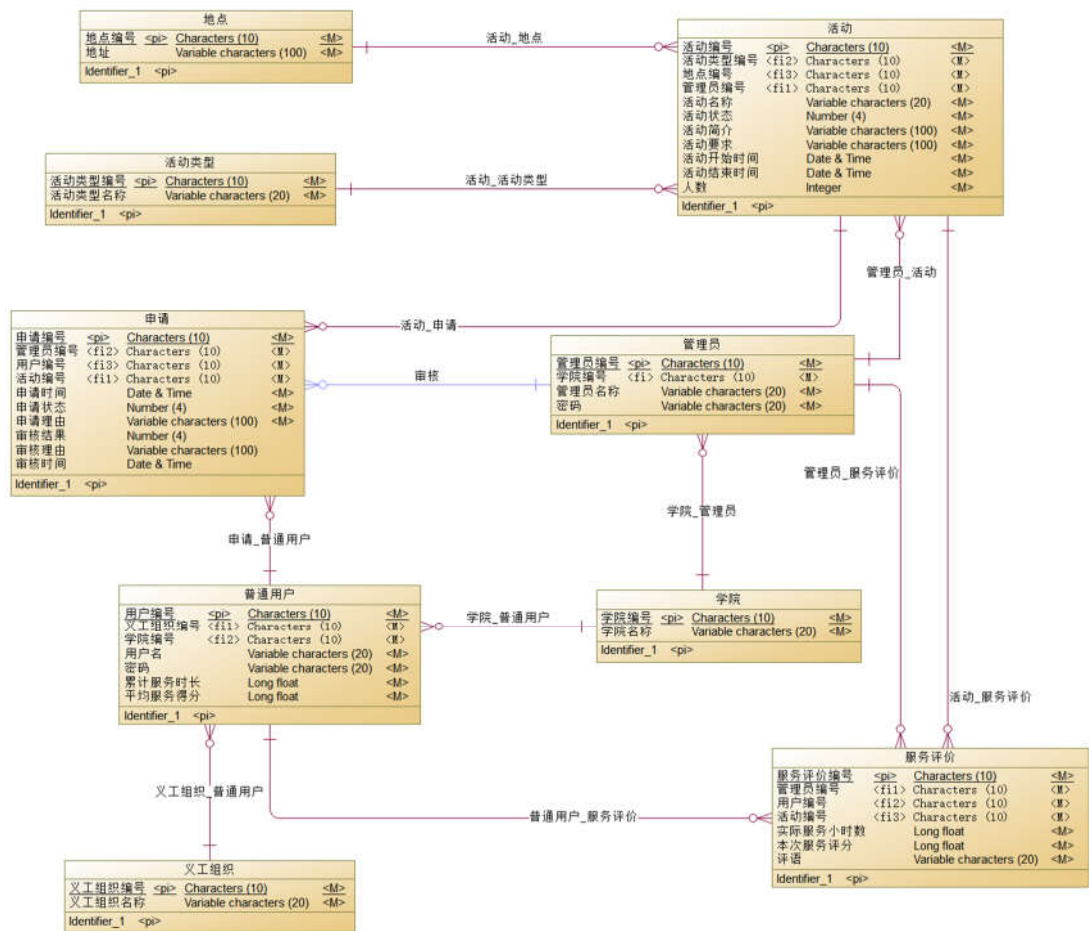 地点
地点编号 <pi> Characters (10) <M>
地址 Variable characters (100) <M>
Identifier_1 <pi>
活动_地点
活动
活动编号 <pi> Characters (10) <M>
活动类型编号 <fi2> Characters (10) <M>
地点编号 <fi3> Characters (10) <M>
管理员编号 <fi1> Characters (10) <M>
活动名称 Variable characters (20) <M>
活动状态 Number (4) <M>
活动简介 Variable characters (100) <M>
活动要求 Variable characters (100) <M>
活动开始时间 Date & Time <M>
活动结束时间 Date & Time <M>
人数 Integer <M>
Identifier_1 <pi>
活动类型
活动类型编号 <pi> Characters (10) <M>
活动类型名称 Variable characters (20) <M>
Identifier_1 <pi>
活动_活动类型
管理员_活动
申请
申请编号 <pi> Characters (10) <M>
管理员编号 <fi2> Characters (10) <M>
用户编号 <fi3> Characters (10) <M>
活动编号 <fi1> Characters (10) <M>
申请时间 Date & Time <M>
申请状态 Number (4) <M>
申请理由 Variable characters (100) <M>
审核结果 Number (4)
审核理由 Variable characters (100)
审核时间 Date & Time
Identifier_1 <pi>
活动_申请
审核
管理员
管理员编号 <pi> Characters (10) <M>
学院编号 <fi> Characters (10) <M>
管理员名称 Variable characters (20) <M>
密码 Variable characters (20) <M>
Identifier_1 <pi>
管理员_服务评价
学院_管理员
申请_普通用户
普通用户
用户编号 <pi> Characters (10) <M>
义工组织编号 <fi1> Characters (10) <M>
学院编号 <fi2> Characters (10) <M>
用户名 Variable characters (20) <M>
密码 Variable characters (20) <M>
累计服务时长 Long float <M>
平均服务得分 Long float <M>
Identifier_1 <pi>
学院_普通用户
学院
学院编号 <pi> Characters (10) <M>
学院名称 Variable characters (20) <M>
Identifier_1 <pi>
活动_服务评价
义工组织_普通用户
普通用户_服务评价
服务评价
服务评价编号 <pi> Characters (10) <M>
管理员编号 <fi1> Characters (10) <M>
用户编号 <fi2> Characters (10) <M>
活动编号 <fi3> Characters (10) <M>
实际服务小时数 Long float <M>
本次服务评分 Long float <M>
评语 Variable characters (20) <M>
Identifier_1 <pi>
义工组织
义工组织编号 <pi> Characters (10) <M>
义工组织名称 Variable characters (20) <M>
Identifier_1 <pi>